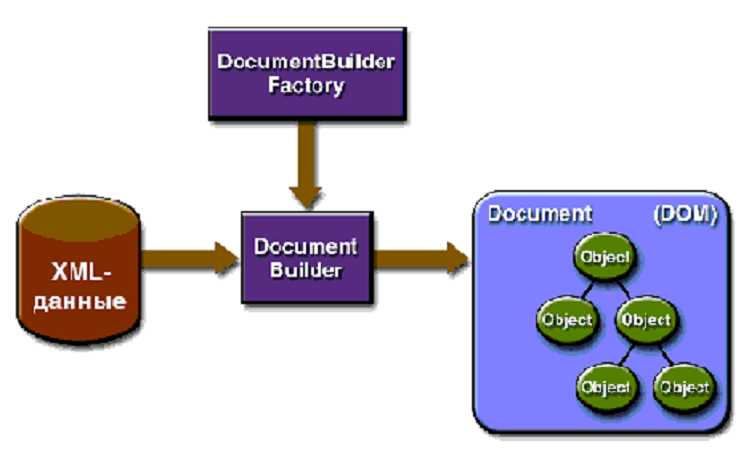 DocumentBuilder
Factory
XML-
данные
Document
Builder
Document (DOM)
Object
Object Object
Object Object